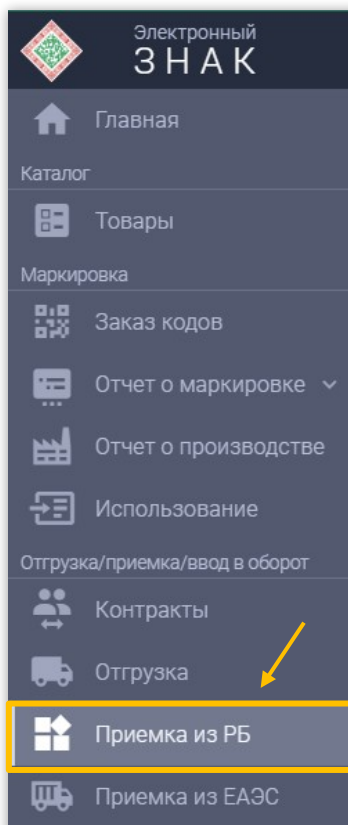 Электронный
ЗНАК
Главная
Каталог
Товары
Маркировка
Заказ кодов
Отчет о маркировке
Отчет о производстве
Использование
Отгрузка/приемка/ввод в оборот
Контракты
Отгрузка
Приемка из РБ
Приемка из ЕАЭС